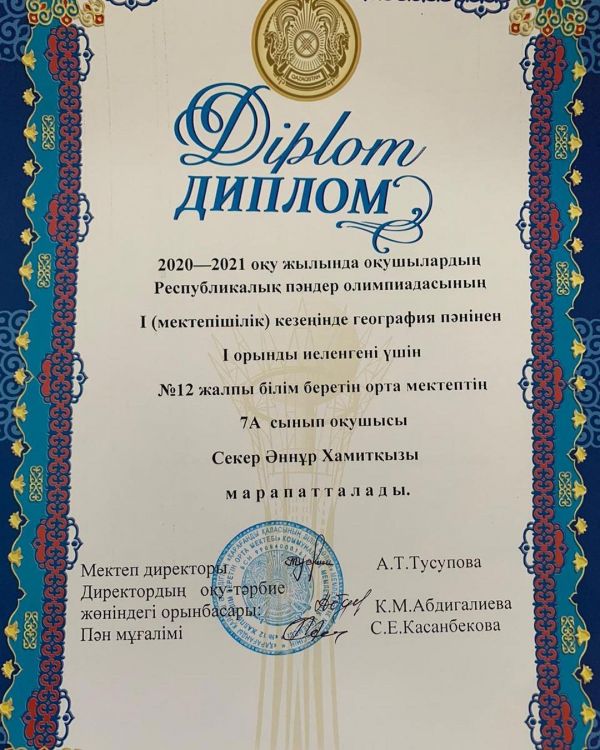 QAZAQSTAN
Diplom
ДИПЛОМ
2020—2021 оқу жылында оқушылардың
Республикалық пәндер олимпиадасының
I (мектепішілік) кезеңінде география пәнінен
I орынды иеленгені үшін
№12 жалпы білім беретін орта мектептің
7А сынып оқушысы
Секер Әннұр Хамитқызы
марапатталады.
Мектеп директоры А.Т.Тусупова
Директордың оқу-тәрбие
жөніндегі орынбасары: К.М.Абдигалиева
Пән мұғалімі С.Е.Касанбекова